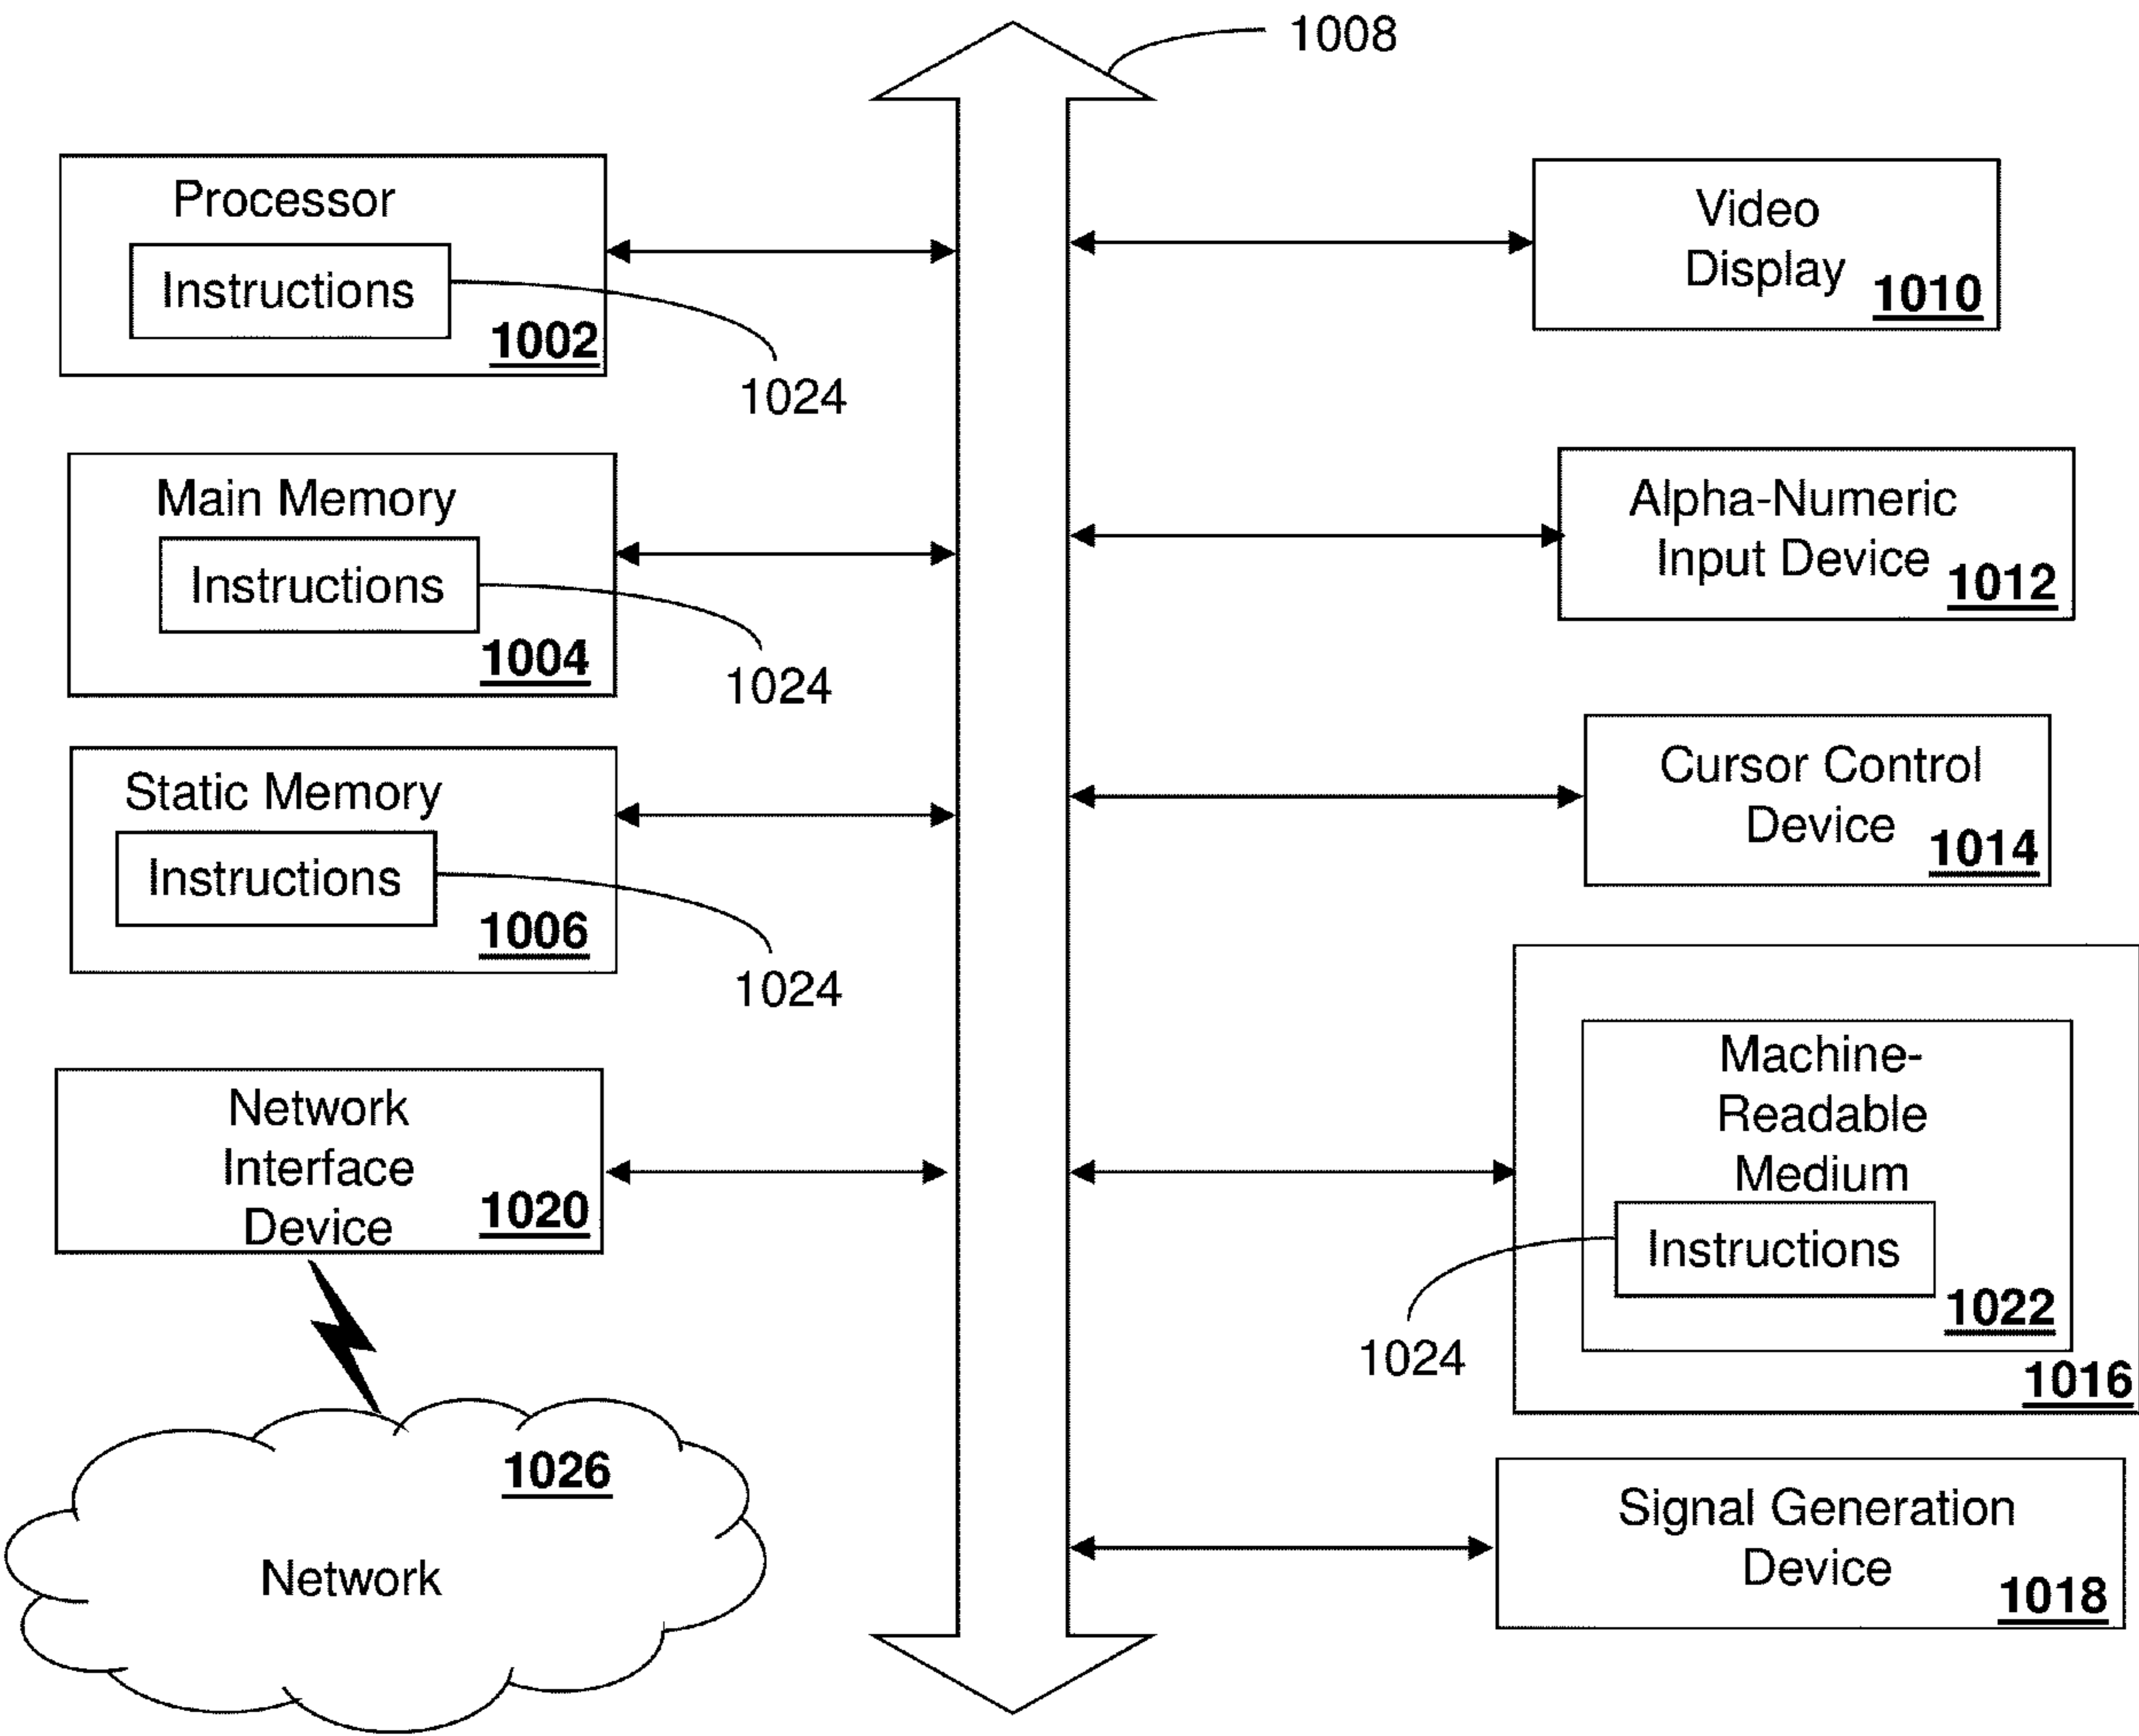 1008
Processor
Instructions
1002
1024
Main Memory
Instructions
1004
1024
Static Memory
Instructions
1006
1024
Network
Interface
Device
1020
1026
Network
Video
Display
1010
Alpha-Numeric
Input Device
1012
Cursor Control
Device
1014
Machine-
Readable
Medium
Instructions
1022
1024
1016
Signal Generation
Device
1018